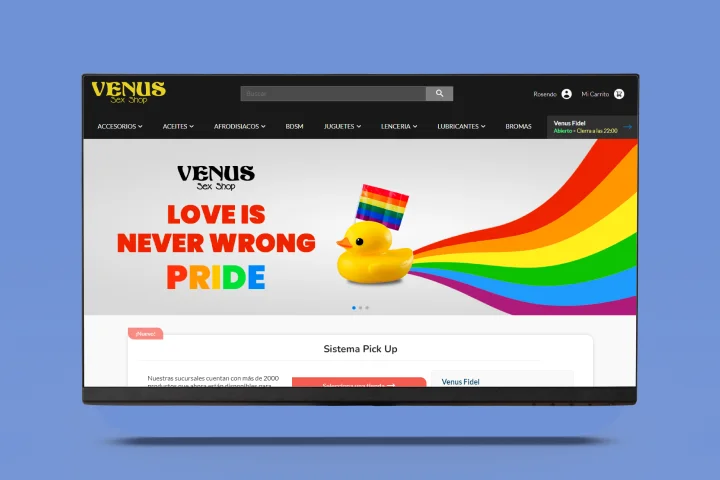 VENUS
Sex Shop
Buscar
Rosendo
Mi Carrito
ACCESORIOS
ACEITES
AFRODISIACOS
BDSM
JUGUETES
LENCERIA
LUBRICANTES
BROMAS
Venus Fidel
Abierto • Cierra a las 22:00
VENUS
Sex Shop
LOVE IS
NEVER WRONG
PRIDE
¡Nuevo!
Sistema Pick Up
Nuestras sucursales cuentan con más de 2000
productos que ahora están disponibles para
Selecciona una tienda
Venus Fidel